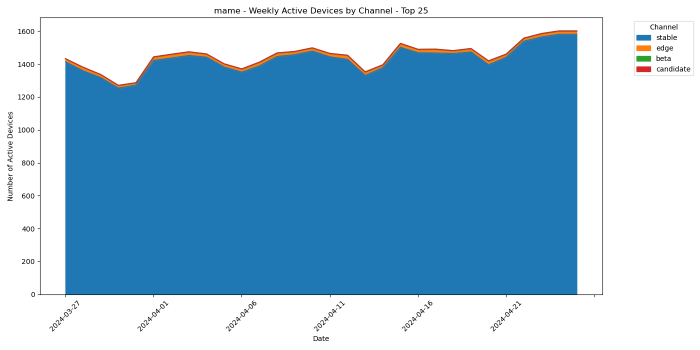 mame - Weekly Active Devices by Channel - Top 25
Number of Active Devices
1600
1400
1200
1000
800
600
400
200
0
2024-03-27
2024-04-01
2024-04-06
2024-04-11
2024-04-16
2024-04-21
Date
Channel
stable
edge
beta
candidate